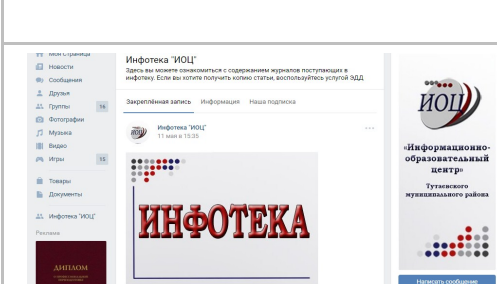 Моя Страница
Новости
Сообщения
Друзья
Группы 16
Фотографии
Музыка
Видео
Игры 15
Товары
Документы
Инфотека "ИОЦ"
Реклама
ДИПЛОМ
Инфотека "ИОЦ"
Здесь вы можете ознакомиться с содержанием журналов поступающих в
инфотеку. Если вы хотите получить копию статьи, воспользуйтесь услугой ЭДД
Закреплённая запись Информация Наша подписка
Инфотека "ИОЦ"
11 мая в 15:35
ИНФОТЕКА
ИОЦ
«Информационно-
образовательный
центр»
Тутаевского
муниципального района
Написать сообщение